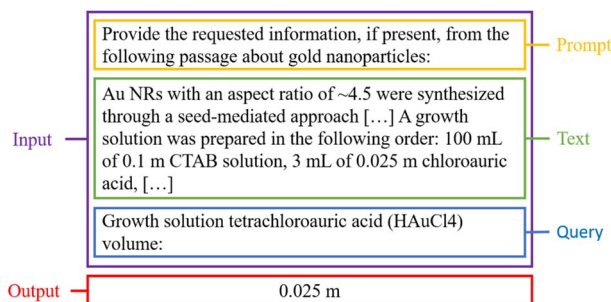 Provide the requested information, if present, from the
following passage about gold nanoparticles:
Prompt
Au NRs with an aspect ratio of ~4.5 were synthesized
through a seed-mediated approach [...] A growth
solution was prepared in the following order: 100 mL
of 0.1 m CTAB solution, 3 mL of 0.025 m chloroauric
acid, [...]
Input
Text
Growth solution tetrachloroauric acid (HAuCl4)
volume:
Query
Output
0.025 m